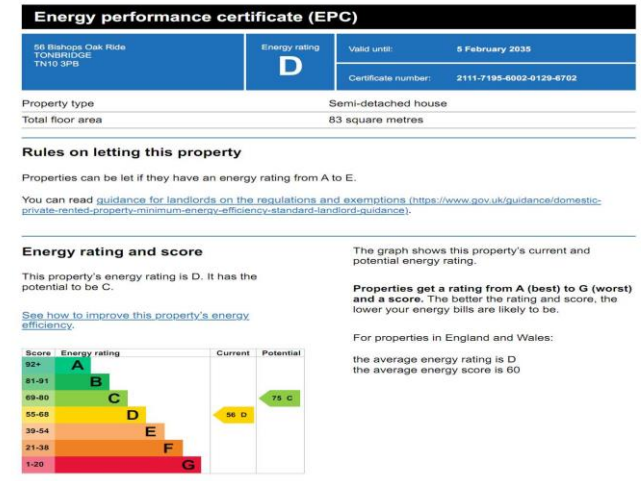 Energy performance certificate (EPC)
56 Bishops Oak Ride
TONBRIDGE
TN10 3PB
Energy rating
D
Valid until:
5 February 2035
Certificate number:
2111-7195-6002-0129-6702
Property type
Semi-detached house
Total floor area
83 square metres
Rules on letting this property
Properties can be let if they have an energy rating from A to E.
You can read guidance for landlords on the regulations and exemptions (https://www.gov.uk/guidance/domestic-
private-rented-property-minimum-energy-efficiency-standard-landlord-guidance).
Energy rating and score
This property's energy rating is D. It has the
potential to be C.
See how to improve this property's energy
efficiency.
Score Energy rating Current Potential
92+ A
81-91 B
69-80 C 75 C
55-68 D 56 D
39-54 E
21-38 F
1-20 G
The graph shows this property's current and
potential energy rating.
Properties get a rating from A (best) to G (worst)
and a score. The better the rating and score, the
lower your energy bills are likely to be.
For properties in England and Wales:
the average energy rating is D
the average energy score is 60